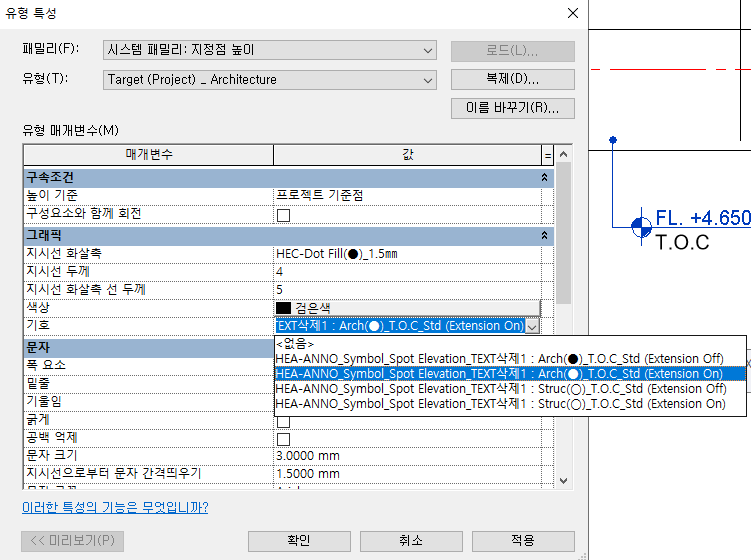 유형 특성
패밀리(F):
시스템 패밀리: 지정점 높이
로드(L)...
유형(T):
Target (Project) _ Architecture
복제(D)...
이름 바꾸기(R)...
유형 매개변수(M)
매개변수 값 =
구속조건
높이 기준 프로젝트 기준점
구성요소와 함께 회전
그래픽
지시선 화살촉 HEC-Dot Fill(●)_1.5㎜
지시선 두께 4
지시선 화살촉 선 두께 5
색상 검은색
기호 EXT삭제1 : Arch(●)_T.O.C_Std (Extension On)
<없음>
HEA-ANNO_Symbol_Spot Elevation_TEXT삭제1 : Arch(●)_T.O.C_Std (Extension Off)
HEA-ANNO_Symbol_Spot Elevation_TEXT삭제1 : Arch(●)_T.O.C_Std (Extension On)
HEA-ANNO_Symbol_Spot Elevation_TEXT삭제1 : Struc(○)_T.O.C_Std (Extension Off)
HEA-ANNO_Symbol_Spot Elevation_TEXT삭제1 : Struc(○)_T.O.C_Std (Extension On)
문자
폭 요소
밑줄
기울임
굵게
공백 억제
문자 크기 3.0000 mm
지시선으로부터 문자 간격띄우기 1.5000 mm
이러한 특성의 기능은 무엇입니까?
<< 미리보기(P)
확인
취소
적용
FL. +4.650
T.O.C